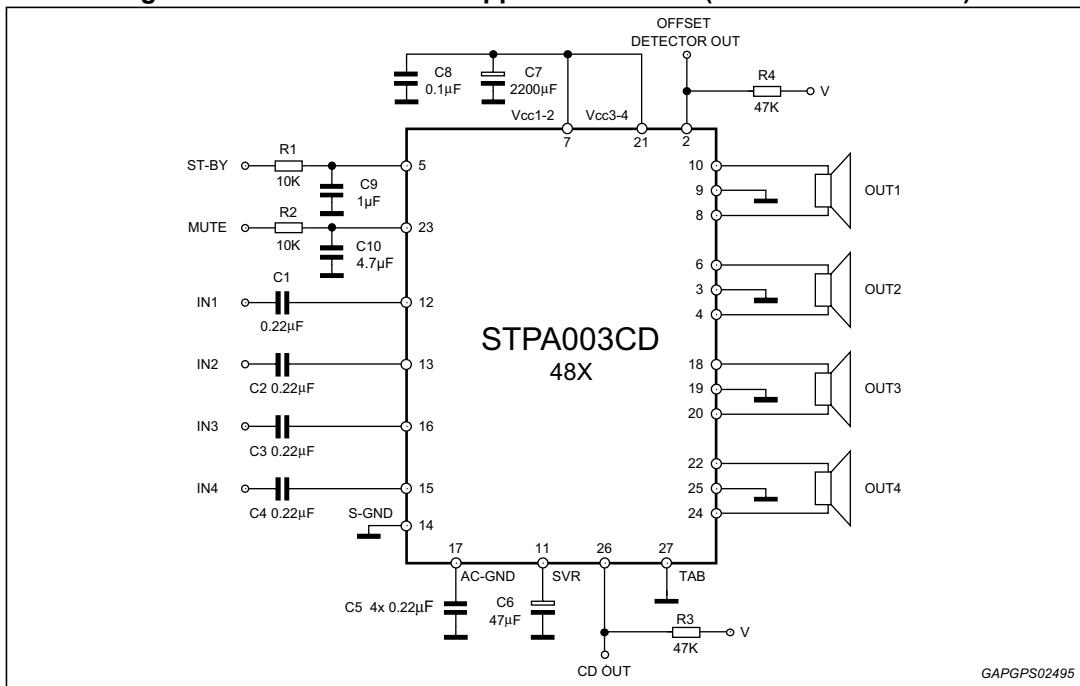 OFFSET
DETECTOR OUT
C8
0.1µF
C7
2200µF
R4
47K
V
Vcc1-2
Vcc3-4
7
21
2
ST-BY
R1
10K
5
C9
1µF
MUTE
R2
10K
23
C10
4.7µF
IN1
C1
0.22µF
12
IN2
C2 0.22µF
13
IN3
C3 0.22µF
16
IN4
C4 0.22µF
15
S-GND
14
STPA003CD
48X
10
9
8
OUT1
6
3
4
OUT2
18
19
20
OUT3
22
25
24
OUT4
17
AC-GND
11
SVR
26
27
TAB
C5 4x 0.22µF
C6
47µF
R3
47K
V
CD OUT
GAPGPS02495